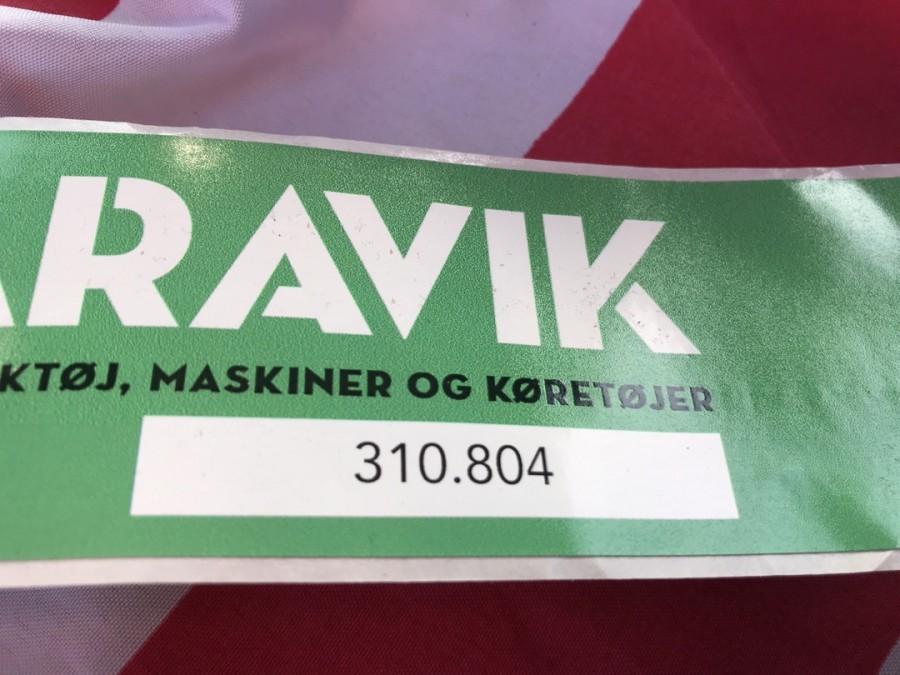 ARAVIK
KTØJ, MASKINER OG KØRETØJER
310.804